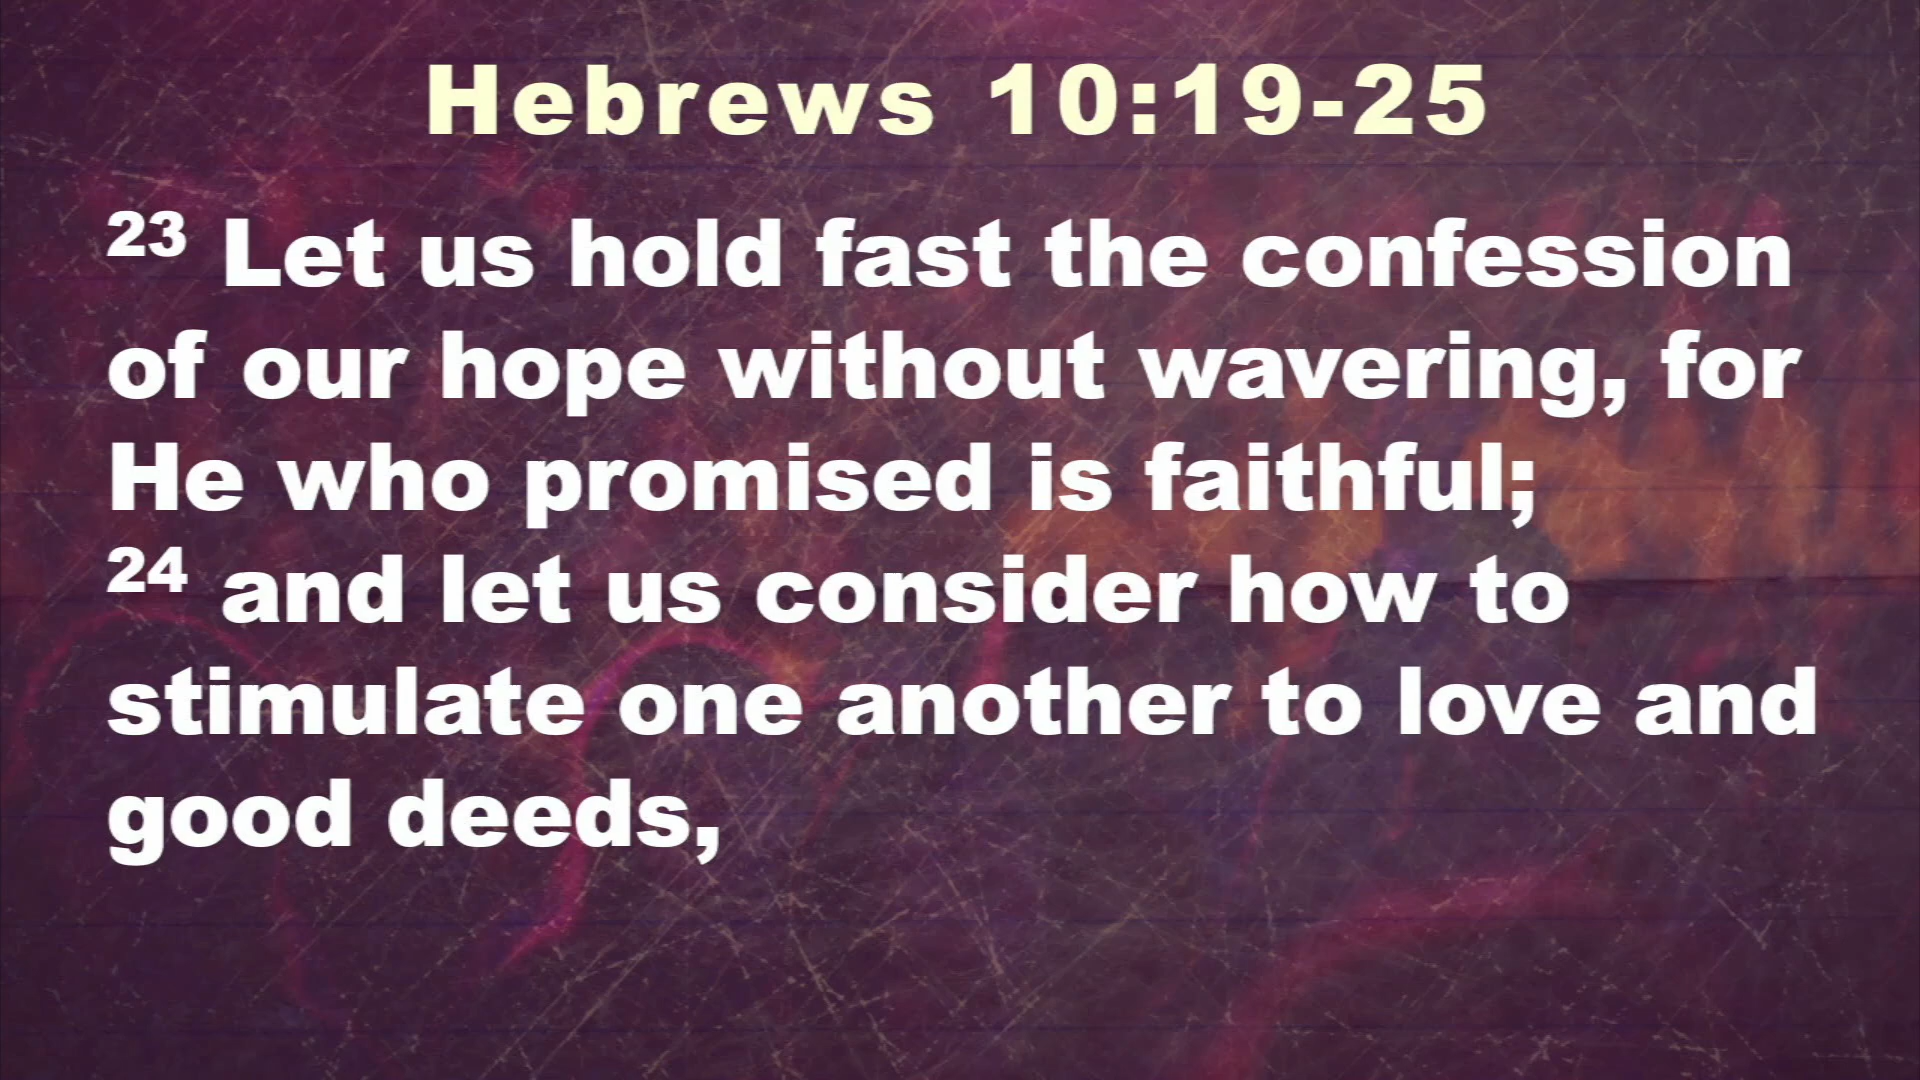 Hebrews 10:19-25
23 Let us hold fast the confession
of our hope without wavering, for
He who promised is faithful;
24 and let us consider how to
stimulate one another to love and
good deeds,